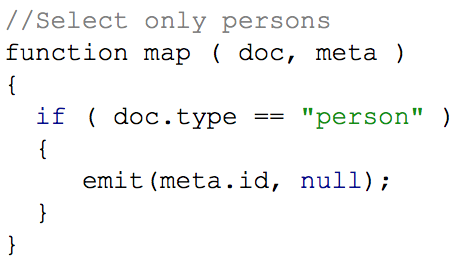 //Select only persons
function map ( doc, meta )
{
  if ( doc.type == "person" )
  {
     emit(meta.id, null);
  }
}